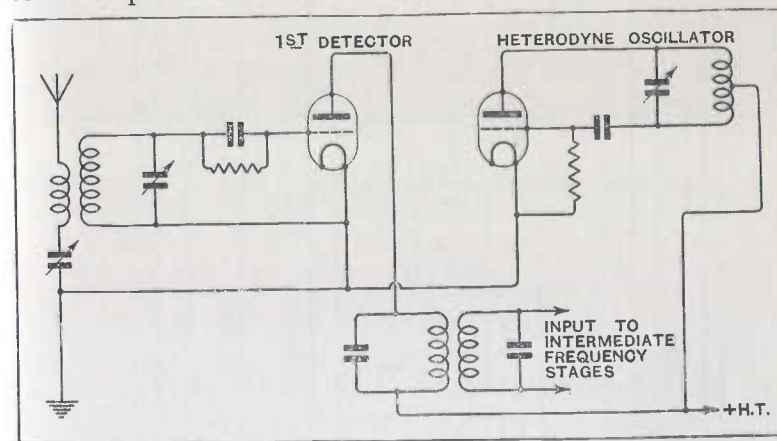 1ST DETECTOR
HETERODYNE OSCILLATOR
INPUT TO
INTERMEDIATE
FREQUENCY
STAGES
+H.T.